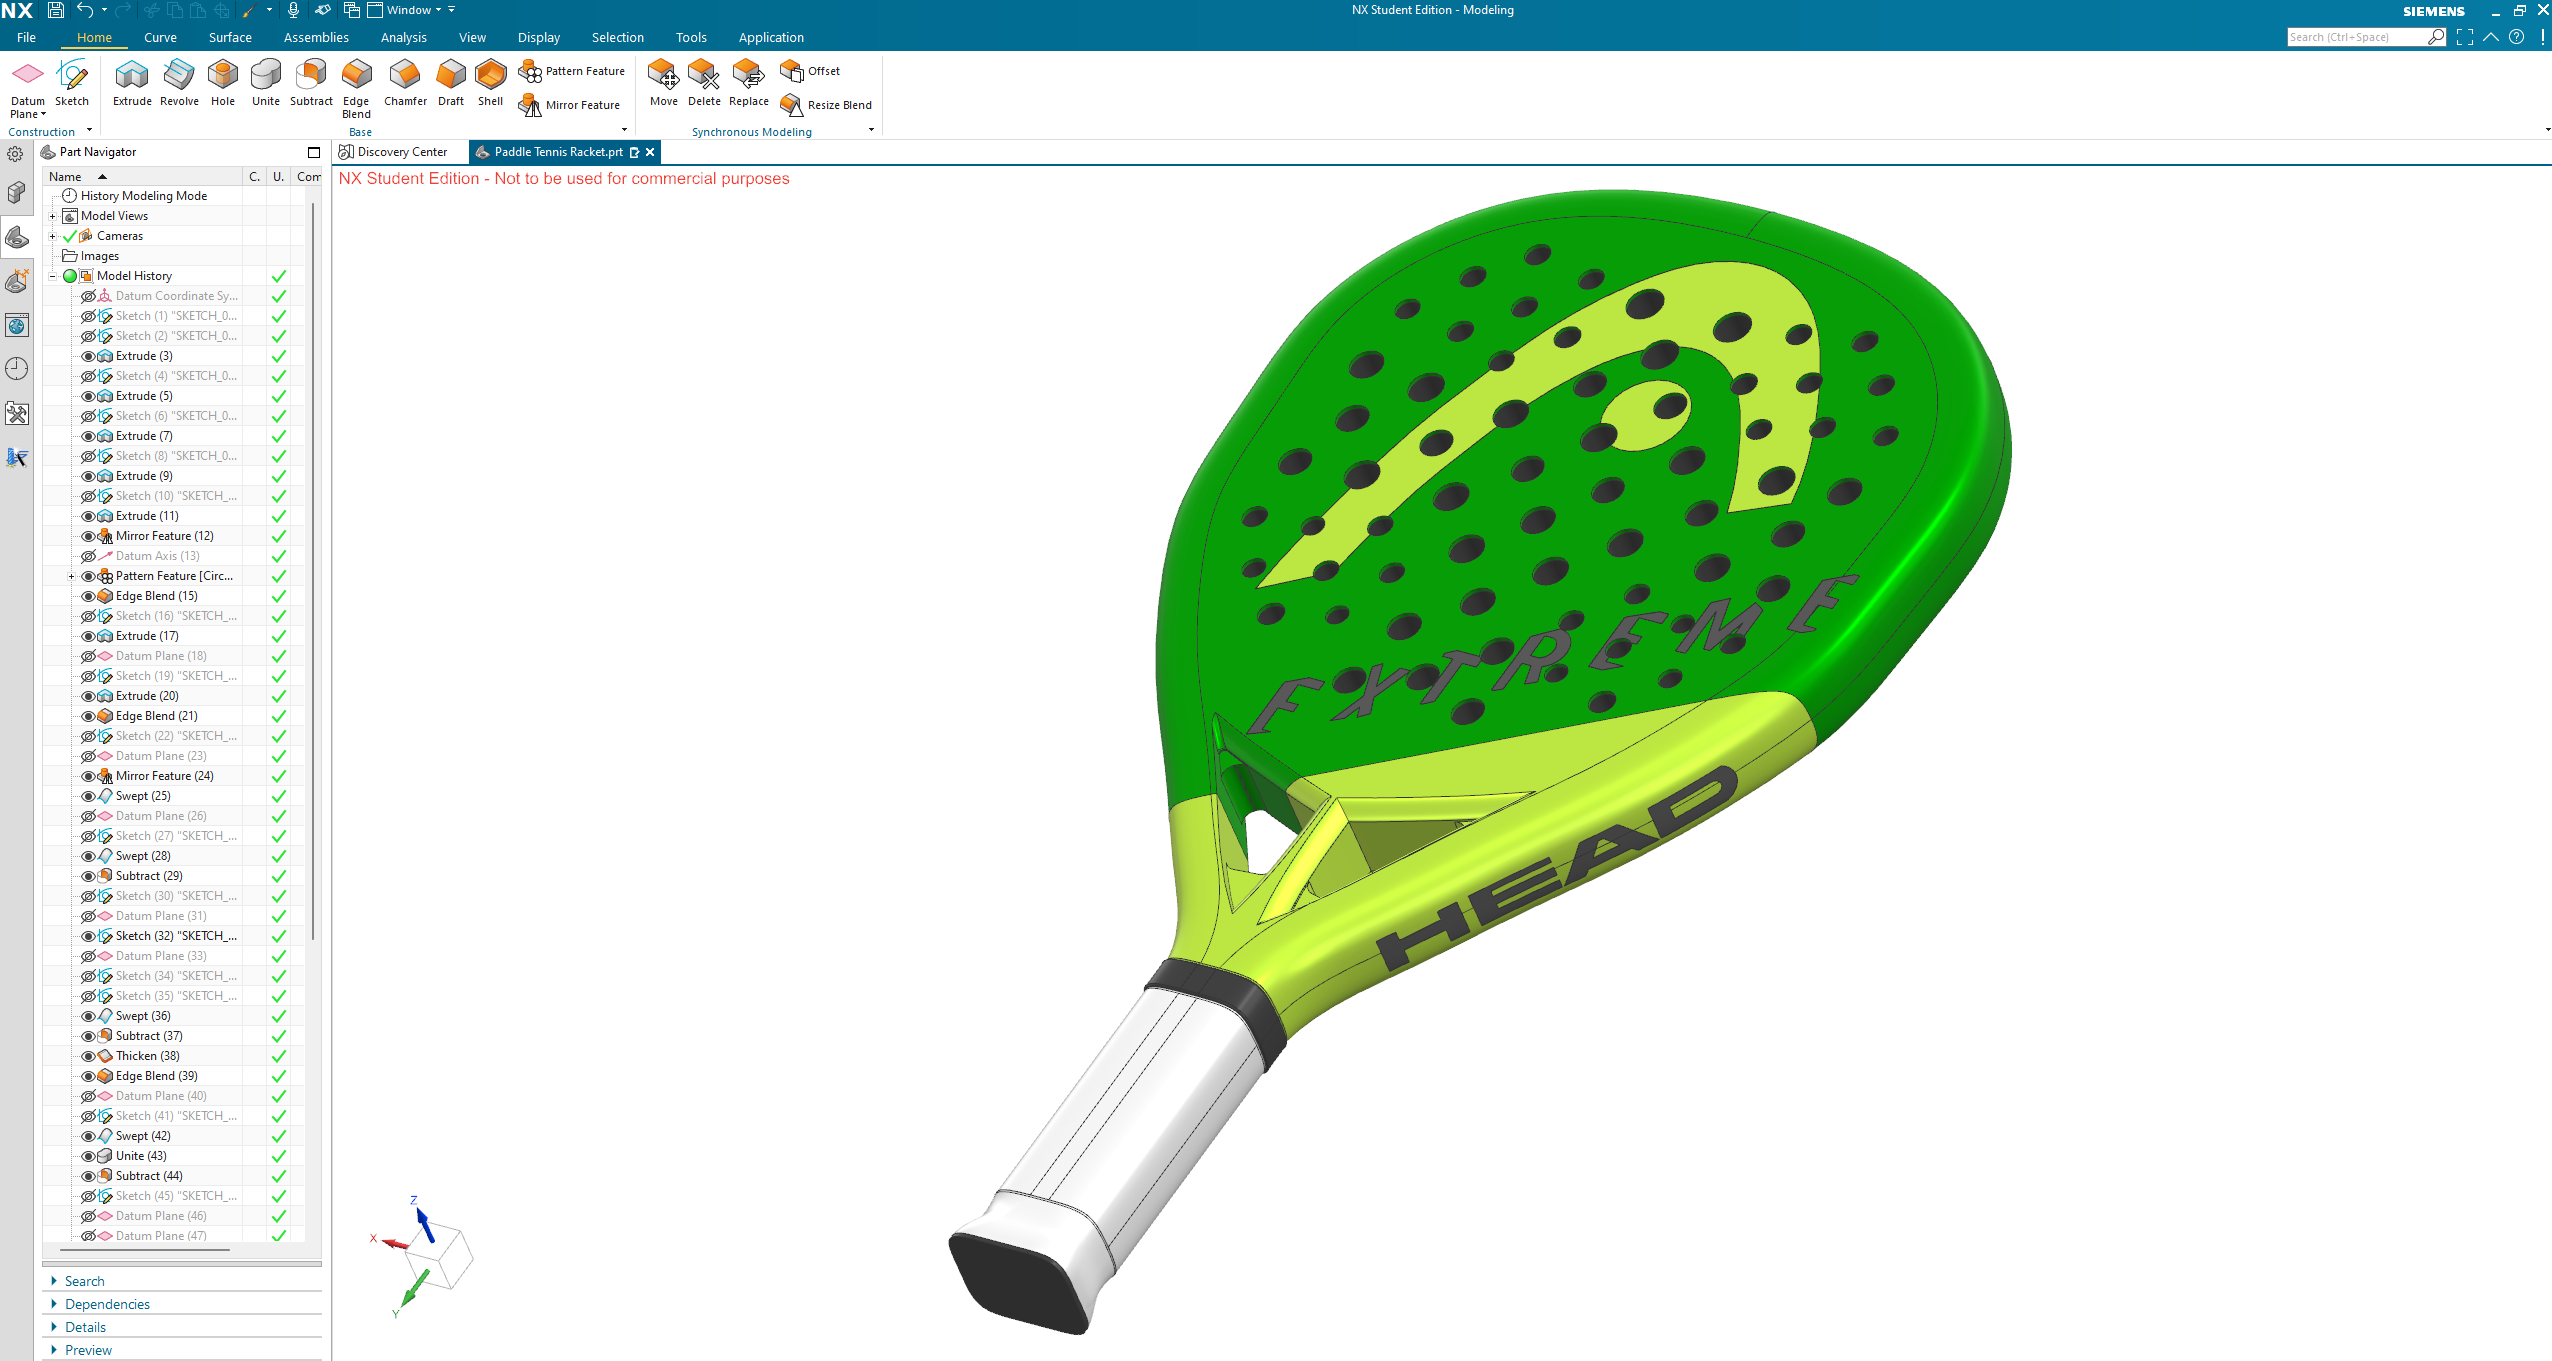 NX
Window
NX Student Edition - Modeling
SIEMENS
File
Home
Curve
Surface
Assemblies
Analysis
View
Display
Selection
Tools
Application
Search (Ctrl+Space)
Datum Plane
Sketch
Extrude
Revolve
Hole
Unite
Subtract
Edge Blend
Chamfer
Draft
Shell
Pattern Feature
Mirror Feature
Move
Delete
Replace
Offset
Resize Blend
Construction
Base
Synchronous Modeling
Part Navigator
Discovery Center
Paddle Tennis Racket.prt
NX Student Edition - Not to be used for commercial purposes
Name C. U. Com
History Modeling Mode
Model Views
Cameras
Images
Model History
Datum Coordinate Sy...
Sketch (1) "SKETCH_0...
Sketch (2) "SKETCH_0...
Extrude (3)
Sketch (4) "SKETCH_0...
Extrude (5)
Sketch (6) "SKETCH_0...
Extrude (7)
Sketch (8) "SKETCH_0...
Extrude (9)
Sketch (10) "SKETCH_...
Extrude (11)
Mirror Feature (12)
Datum Axis (13)
Pattern Feature [Circ...
Edge Blend (15)
Sketch (16) "SKETCH_...
Extrude (17)
Datum Plane (18)
Sketch (19) "SKETCH_...
Extrude (20)
Edge Blend (21)
Sketch (22) "SKETCH_...
Datum Plane (23)
Mirror Feature (24)
Swept (25)
Datum Plane (26)
Sketch (27) "SKETCH_...
Swept (28)
Subtract (29)
Sketch (30) "SKETCH_...
Datum Plane (31)
Sketch (32) "SKETCH_...
Datum Plane (33)
Sketch (34) "SKETCH_...
Sketch (35) "SKETCH_...
Swept (36)
Subtract (37)
Thicken (38)
Edge Blend (39)
Datum Plane (40)
Sketch (41) "SKETCH_...
Swept (42)
Unite (43)
Subtract (44)
Sketch (45) "SKETCH_...
Datum Plane (46)
Datum Plane (47)
Search
Dependencies
Details
Preview
EXTREME
HEAD
Z
X
Y